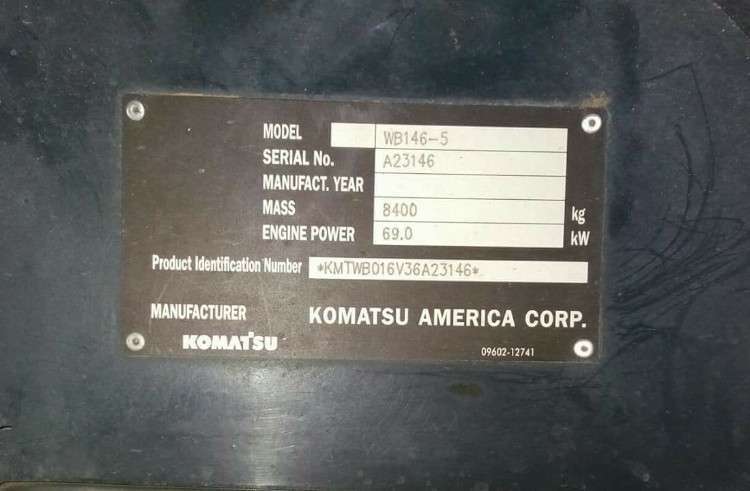 MODEL WB146-5
SERIAL No. A23146
MANUFACT. YEAR
MASS 8400 kg
ENGINE POWER 69.0 kW
Product Identification Number *KMTWB016V36A23146*
MANUFACTURER KOMATSU AMERICA CORP.
KOMATSU 09602-12741